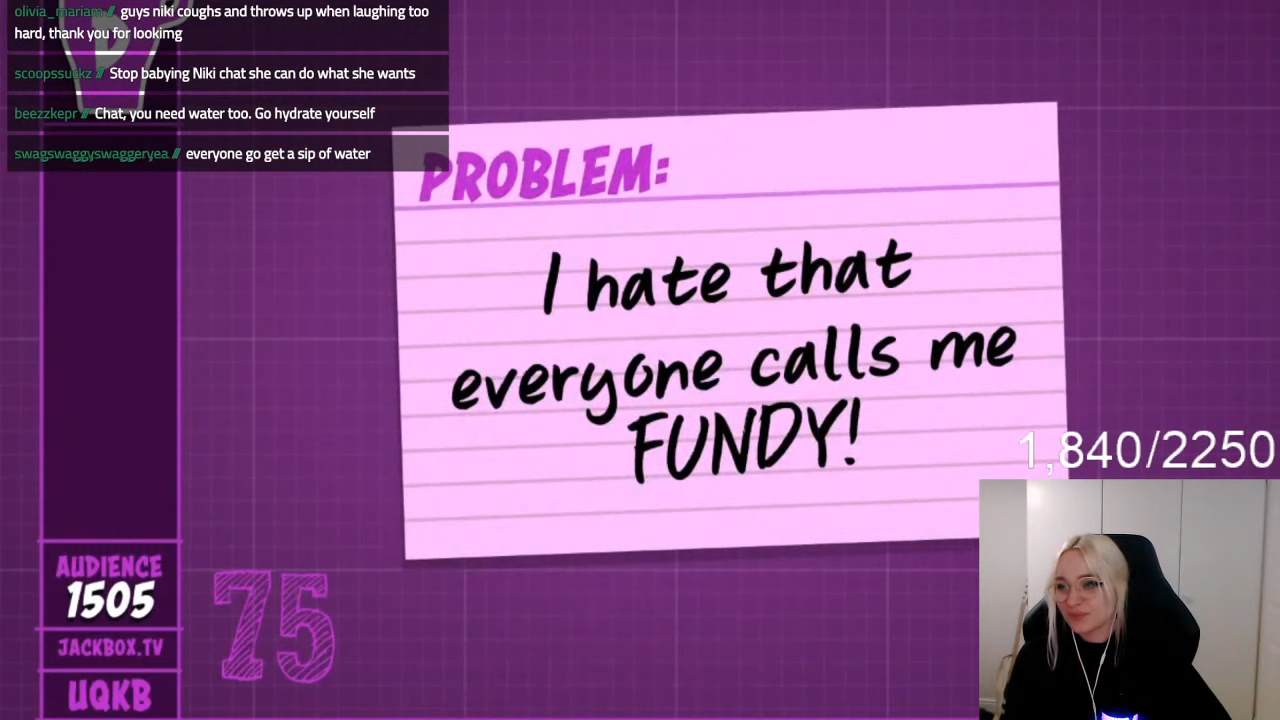 olivia_mariam // guys niki coughs and throws up when laughing too
hard, thank you for lookimg
scoopssuckz // Stop babying Niki chat she can do what she wants
beezzkepr // Chat, you need water too. Go hydrate yourself
swagswaggyswaggeryea // everyone go get a sip of water
PROBLEM:
I hate that
everyone calls me
FUNDY!
1,840/2250
AUDIENCE
1505
JACKBOX.TV
UQKB
75